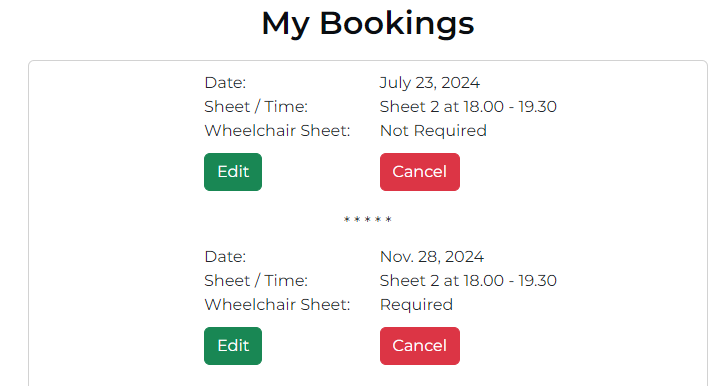 My Bookings
Date: July 23, 2024
Sheet / Time: Sheet 2 at 18.00 - 19.30
Wheelchair Sheet: Not Required
Edit Cancel
* * * * *
Date: Nov. 28, 2024
Sheet / Time: Sheet 2 at 18.00 - 19.30
Wheelchair Sheet: Required
Edit Cancel